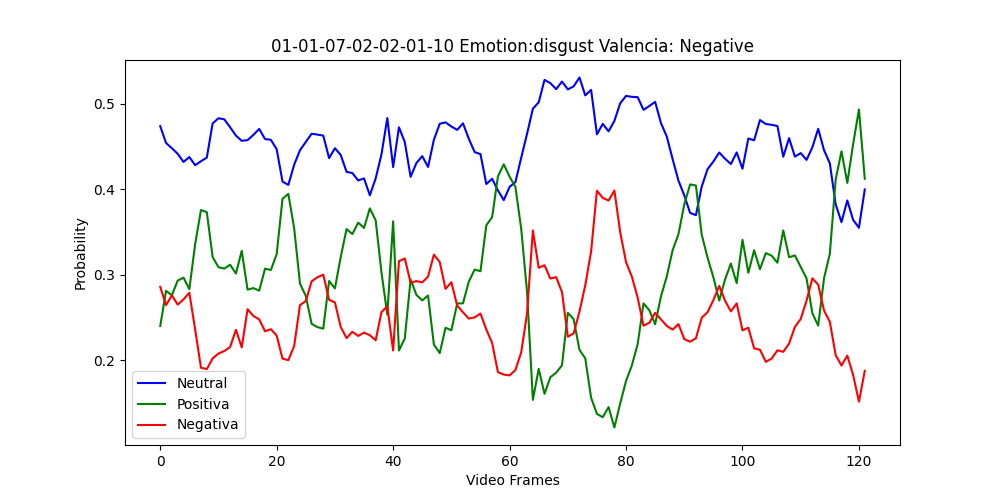 01-01-07-02-02-01-10 Emotion:disgust Valencia: Negative
Probability
0.5
0.4
0.3
0.2
Neutral
Positiva
Negativa
0 20 40 60 80 100 120
Video Frames